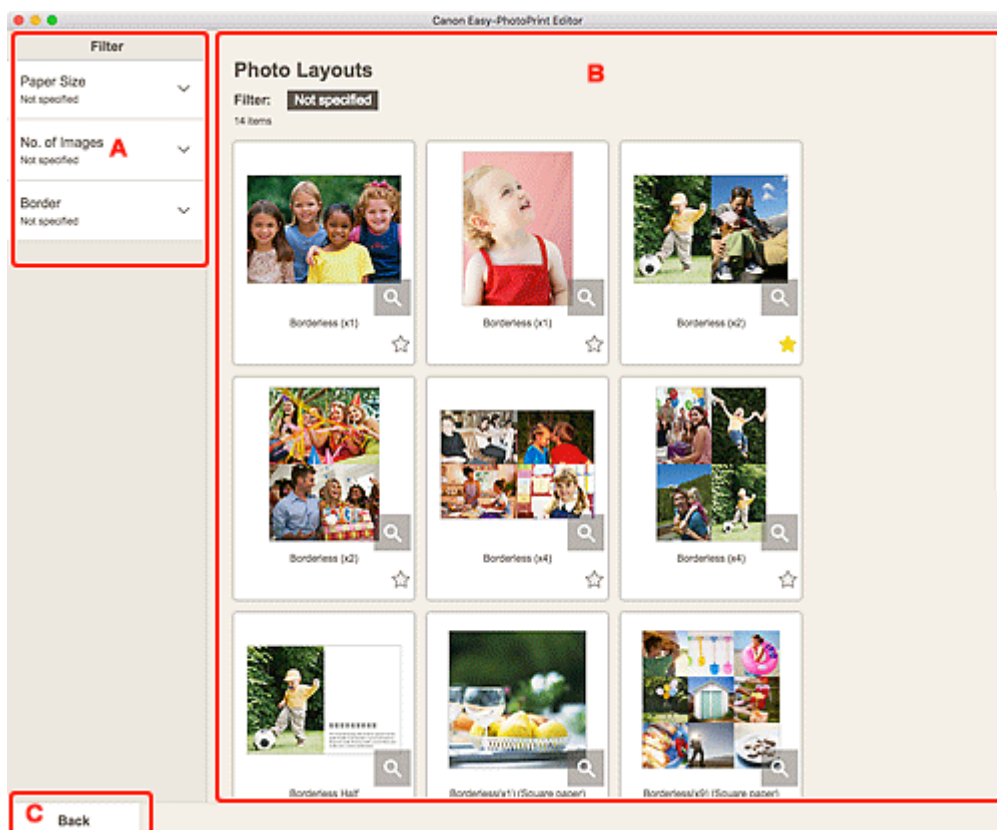 Canon Easy-PhotoPrint Editor
Filter
Paper Size
Not specified
No. of Images
A
Not specified
Border
Not specified
B
Photo Layouts
Filter: Not specified
14 items
Borderless (x1)
Borderless (x1)
Borderless (x2)
Borderless (x2)
Borderless (x4)
Borderless (x4)
Borderless Half
Borderless(x1) (Square paper)
Borderless(x9) (Square paper)
C
Back